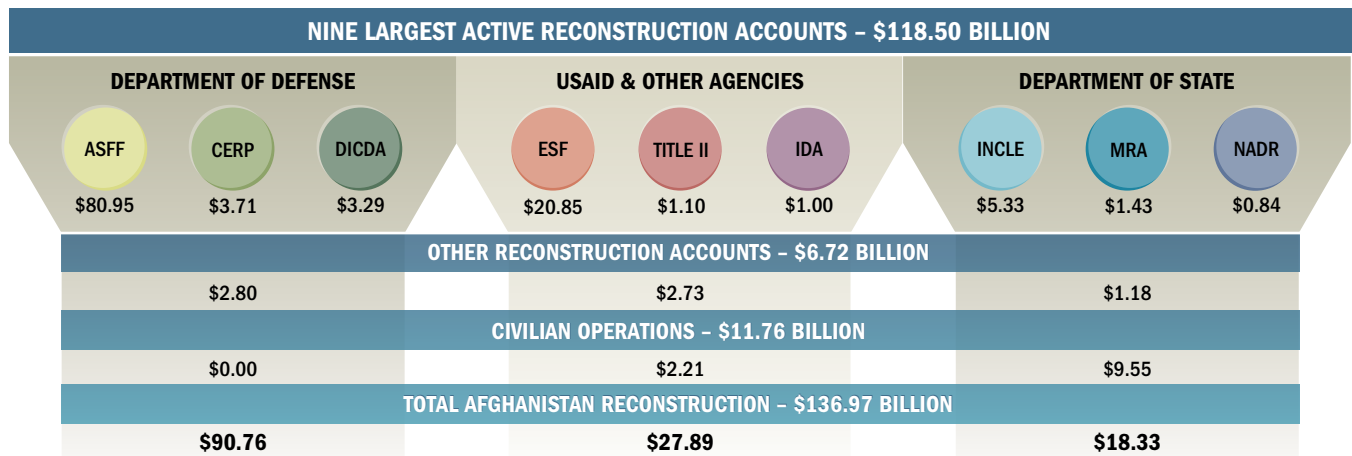 NINE LARGEST ACTIVE RECONSTRUCTION ACCOUNTS – $118.50 BILLION
DEPARTMENT OF DEFENSE USAID & OTHER AGENCIES DEPARTMENT OF STATE
ASFF CERP DICDA ESF TITLE II IDA INCLE MRA NADR
$80.95 $3.71 $3.29 $20.85 $1.10 $1.00 $5.33 $1.43 $0.84
OTHER RECONSTRUCTION ACCOUNTS – $6.72 BILLION
$2.80 $2.73 $1.18
CIVILIAN OPERATIONS – $11.76 BILLION
$0.00 $2.21 $9.55
TOTAL AFGHANISTAN RECONSTRUCTION – $136.97 BILLION
$90.76 $27.89 $18.33